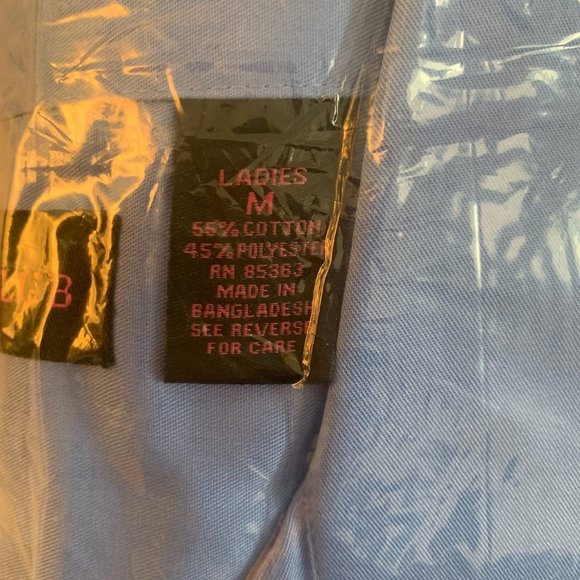 LADIES
M
55% COTTON
45% POLYESTER
RN 85363
MADE IN
BANGLADESH
SEE REVERSE
FOR CARE